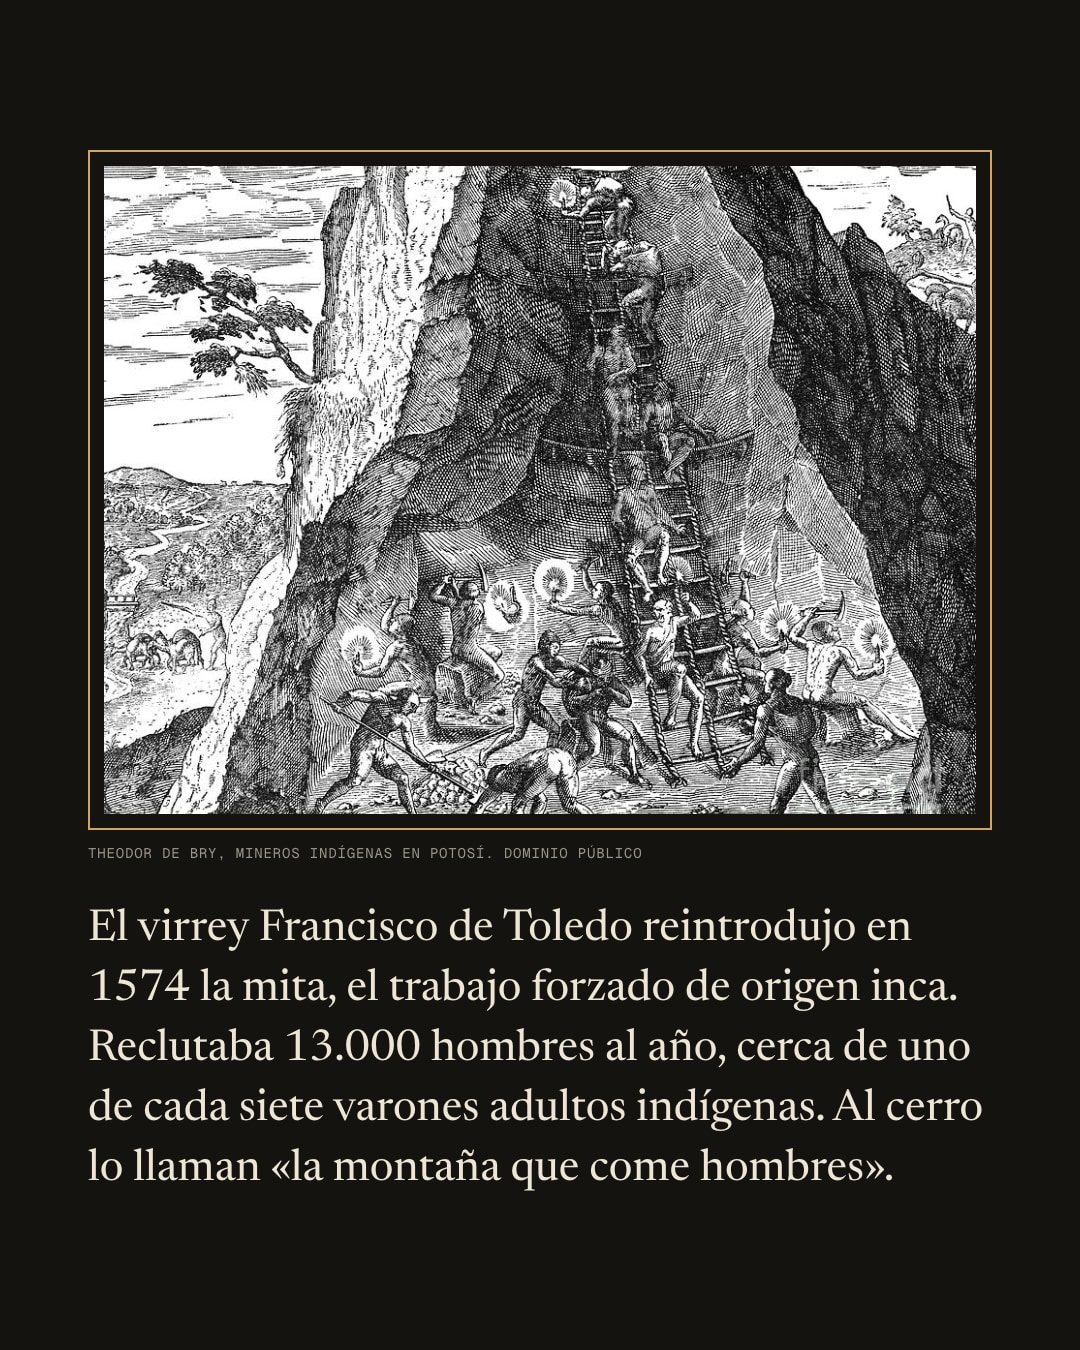 THEODOR DE BRY, MINEROS INDÍGENAS EN POTOSÍ. DOMINIO PÚBLICO
El virrey Francisco de Toledo reintrodujo en
1574 la mita, el trabajo forzado de origen inca.
Reclutaba 13.000 hombres al año, cerca de uno
de cada siete varones adultos indígenas. Al cerro
lo llaman «la montaña que come hombres».